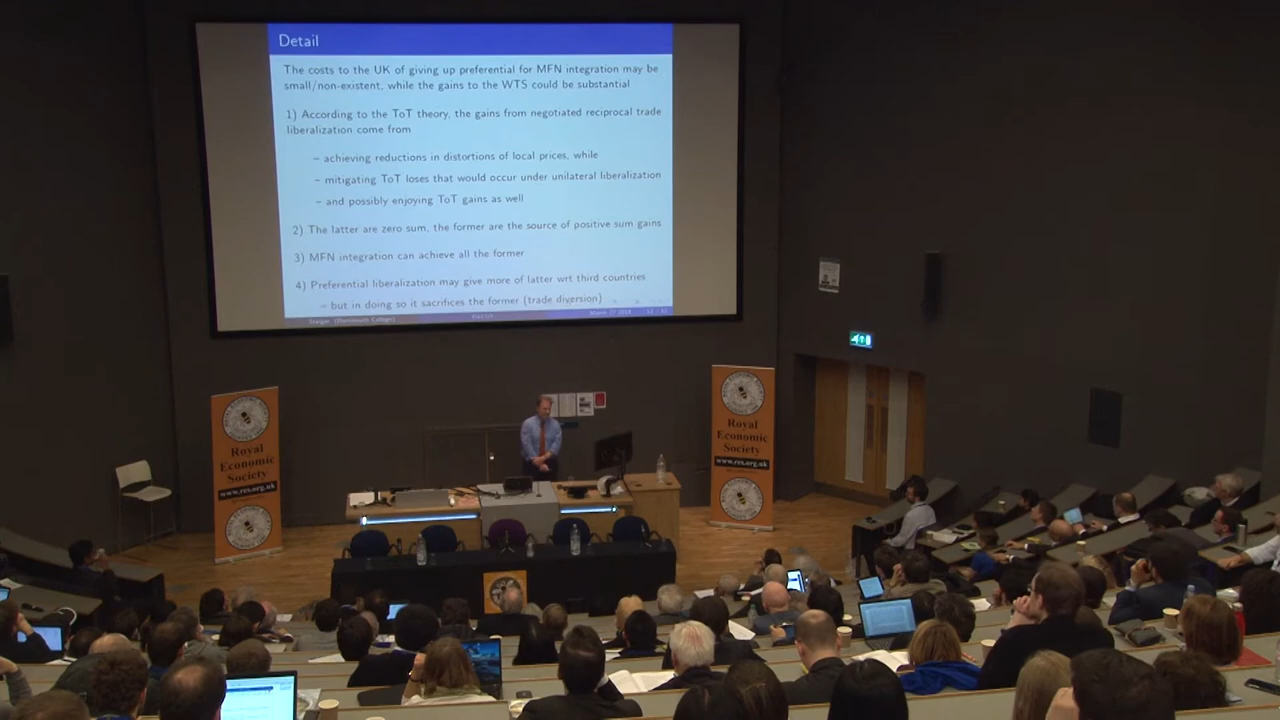 Detail
The costs to the UK of giving up preferential for MFN integration may be
small/non-existent, while the gains to the WTS could be substantial
1) According to the ToT theory, the gains from negotiated reciprocal trade
liberalization come from
– achieving reductions in distortions of local prices, while
– mitigating ToT loses that would occur under unilateral liberalization
– and possibly enjoying ToT gains as well
2) The latter are zero sum, the former are the source of positive sum gains
3) MFN integration can achieve all the former
4) Preferential liberalization may give more of latter wrt third countries
– but in doing so it sacrifices the former (trade diversion)
Staiger (Dartmouth College)
Royal
Economic
Society
www.res.org.uk
Royal
Economic
Society
www.res.org.uk